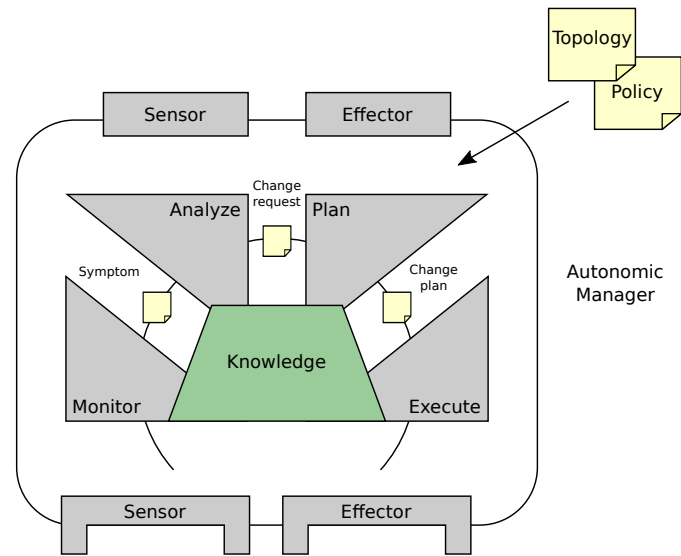 Topology
Policy
Sensor
Effector
Change
request
Analyze
Plan
Symptom
Change
plan
Autonomic
Manager
Knowledge
Monitor
Execute
Sensor
Effector